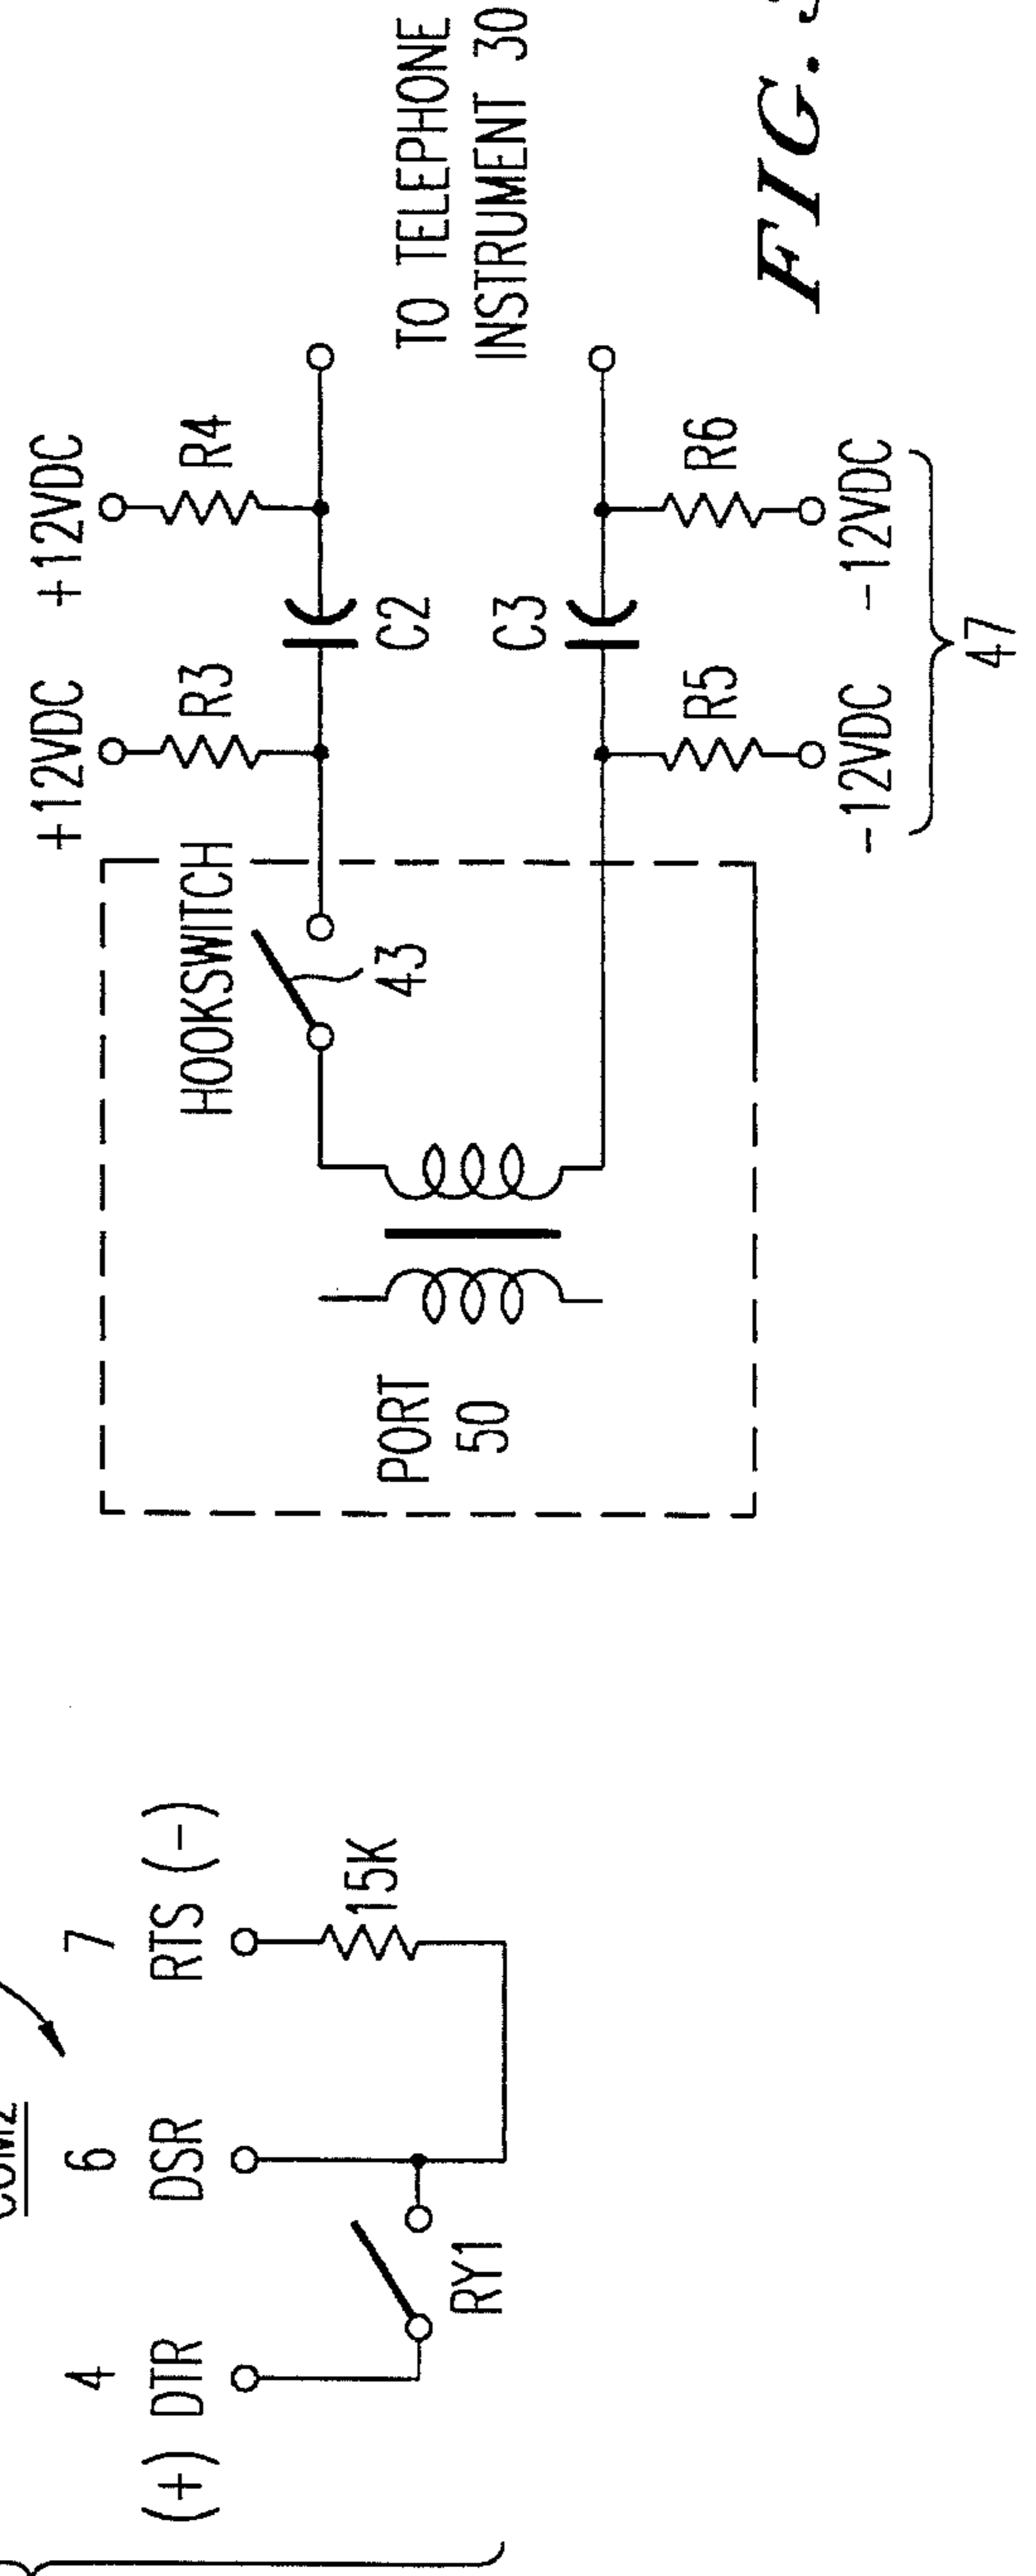 COM2
4 6 7
(+) DTR DSR RTS (-)
15K
RY1
+12VDC +12VDC
R3 R4
HOOKSWITCH
43
C2
TO TELEPHONE
INSTRUMENT 30
PORT
50
C3
R5 R6
-12VDC -12VDC
47
FIG.